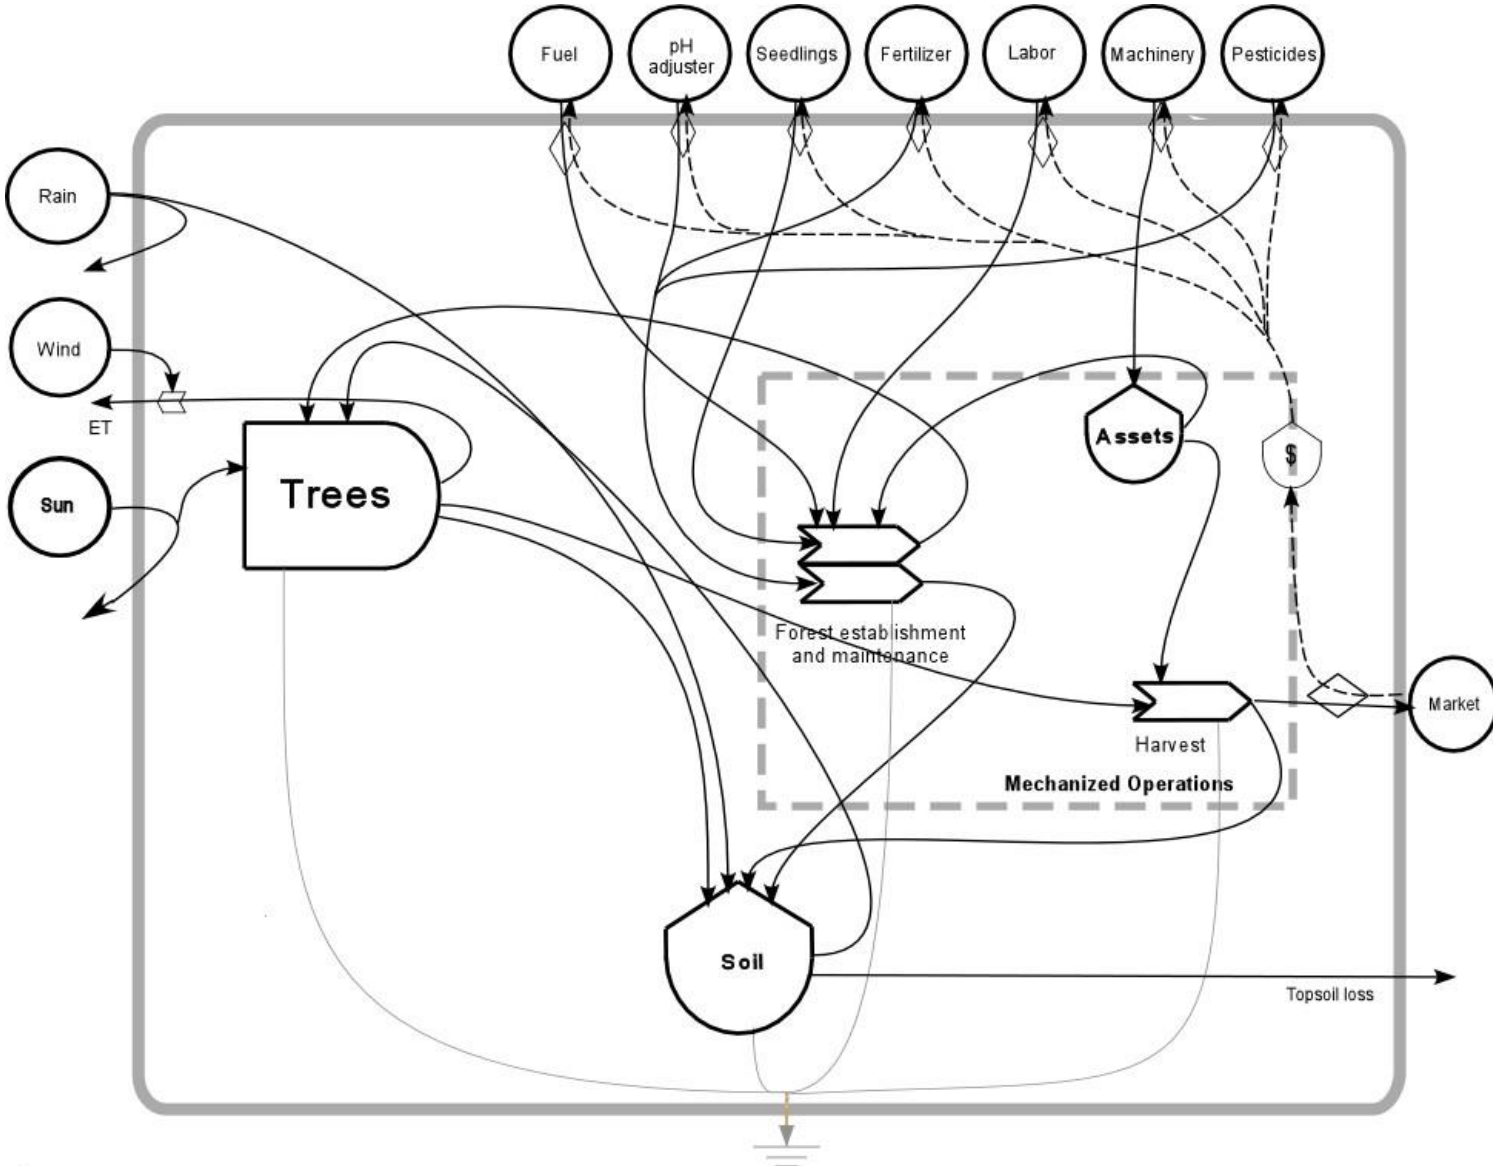 Fuel
pH
adjuster
Seedlings
Fertilizer
Labor
Machinery
Pesticides
Rain
Wind
ET
Sun
Trees
Assets
$
Forest establishment
and maintenance
Harvest
Market
Mechanized Operations
Soil
Topsoil loss